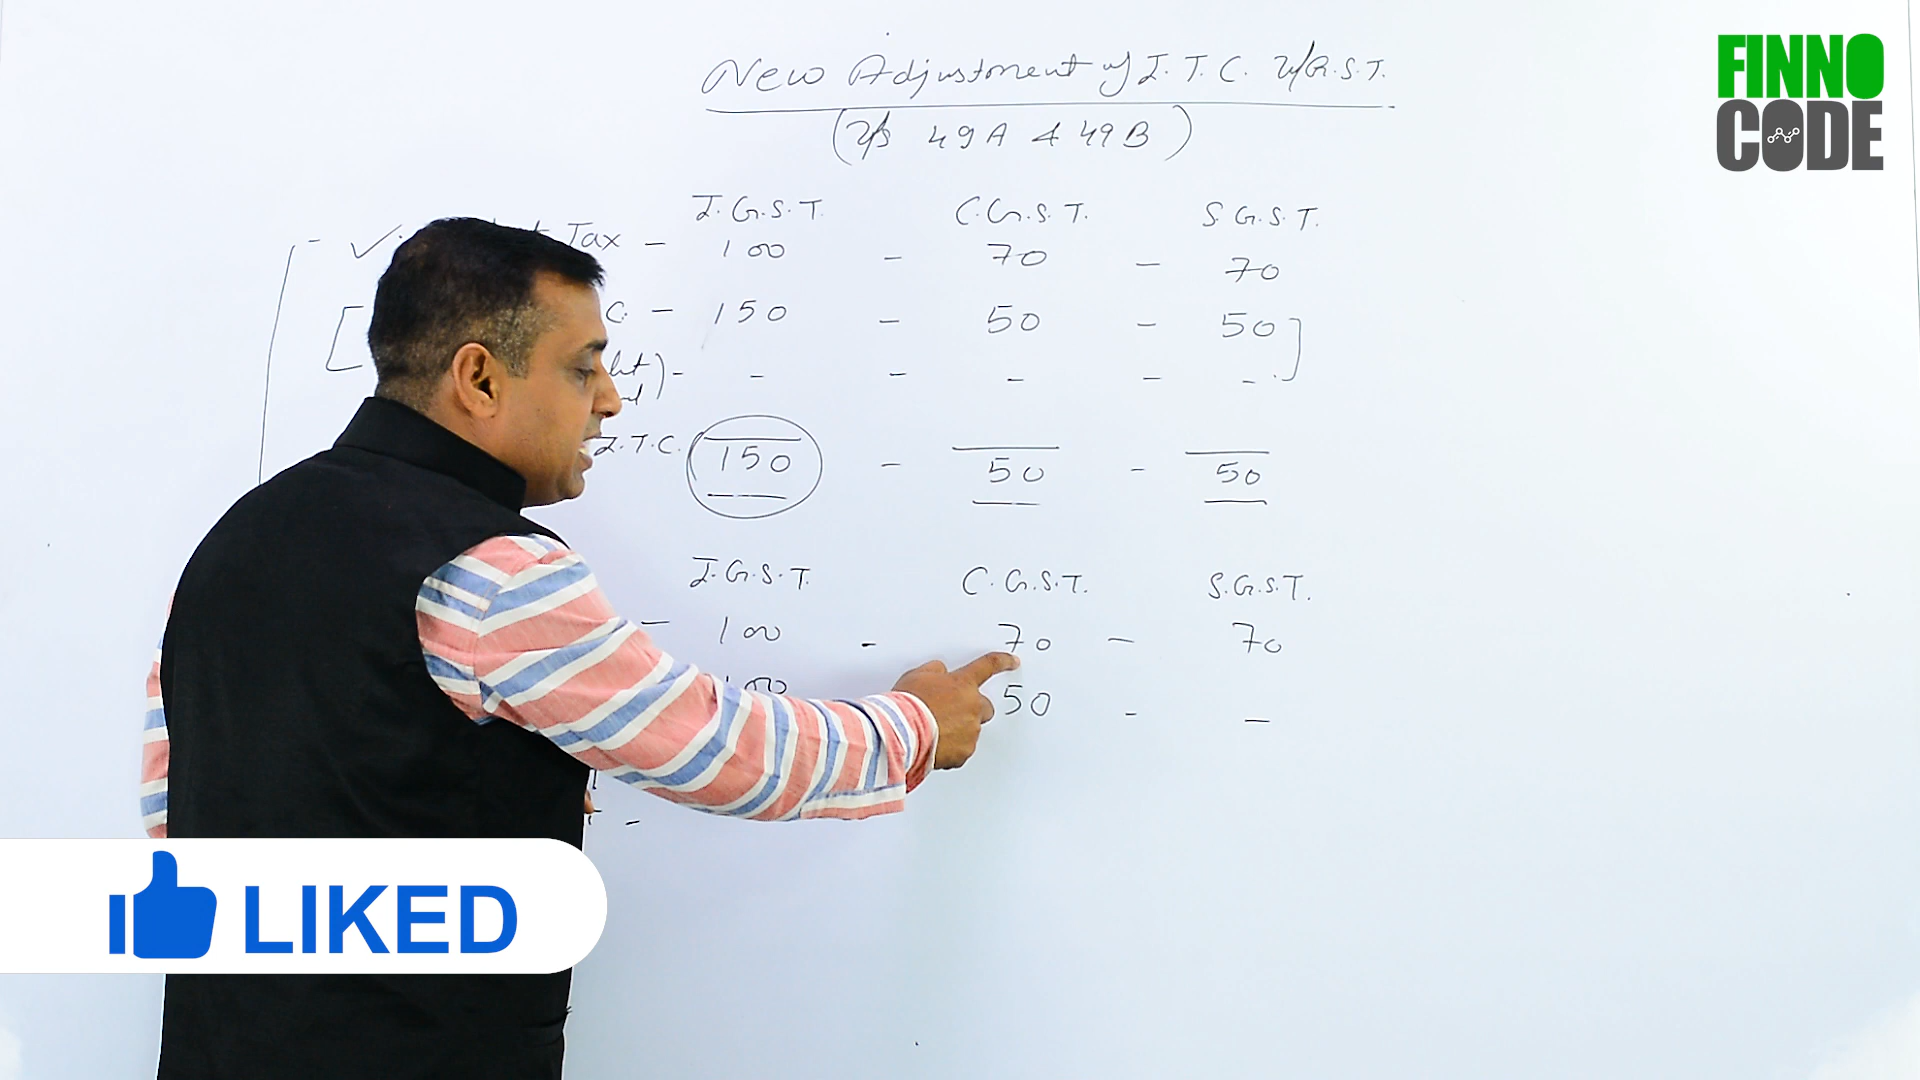 FINNO
CODE
New Adjustment of I.T.C. u/G.S.T.
(u/s 49A & 49B)
I.G.S.T. C.G.S.T. S.G.S.T.
- ✓ Tax - 100 - 70 - 70
[ C. - 150 - 50 - 50 ]
) - - - - - -
I.T.C. 150 - 50 - 50
I.G.S.T. C.G.S.T. S.G.S.T.
- 100 - 70 - 70
100 50 - -
-
LIKED